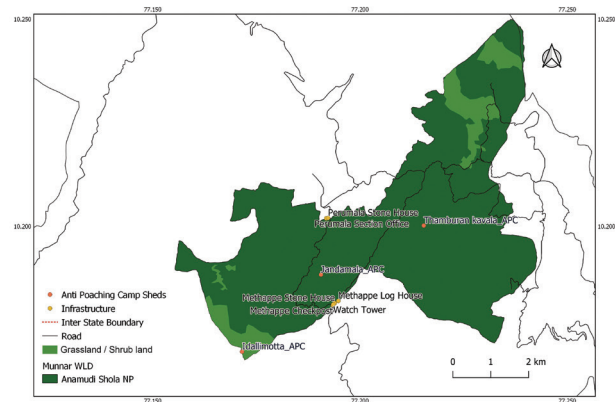 77.150
77.200
77.250
10.250
10.250
Perumala Stone House
Perumala Section Office
Thamburan kavala_APC
10.200
10.200
Jandamala_APC
Methappe Stone House
Methappe Log House
Methappe Checkpost
Watch Tower
Idallimotta_APC
Anti Poaching Camp Sheds
Infrastructure
Inter State Boundary
Road
Grassland / Shrub land
Munnar WLD
Anamudi Shola NP
0 1 2 km
77.150
77.200
77.250